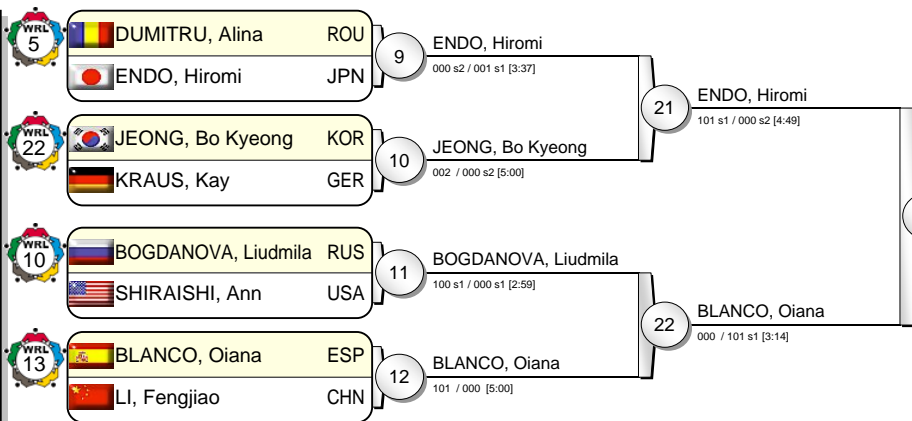 WRL
5
DUMITRU, Alina ROU
ENDO, Hiromi JPN
9
ENDO, Hiromi
000 s2 / 001 s1 [3:37]
WRL
22
JEONG, Bo Kyeong KOR
KRAUS, Kay GER
10
JEONG, Bo Kyeong
002 / 000 s2 [5:00]
21
ENDO, Hiromi
101 s1 / 000 s2 [4:49]
WRL
10
BOGDANOVA, Liudmila RUS
SHIRAISHI, Ann USA
11
BOGDANOVA, Liudmila
100 s1 / 000 s1 [2:59]
WRL
13
BLANCO, Oiana ESP
LI, Fengjiao CHN
12
BLANCO, Oiana
101 / 000 [5:00]
22
BLANCO, Oiana
000 / 101 s1 [3:14]